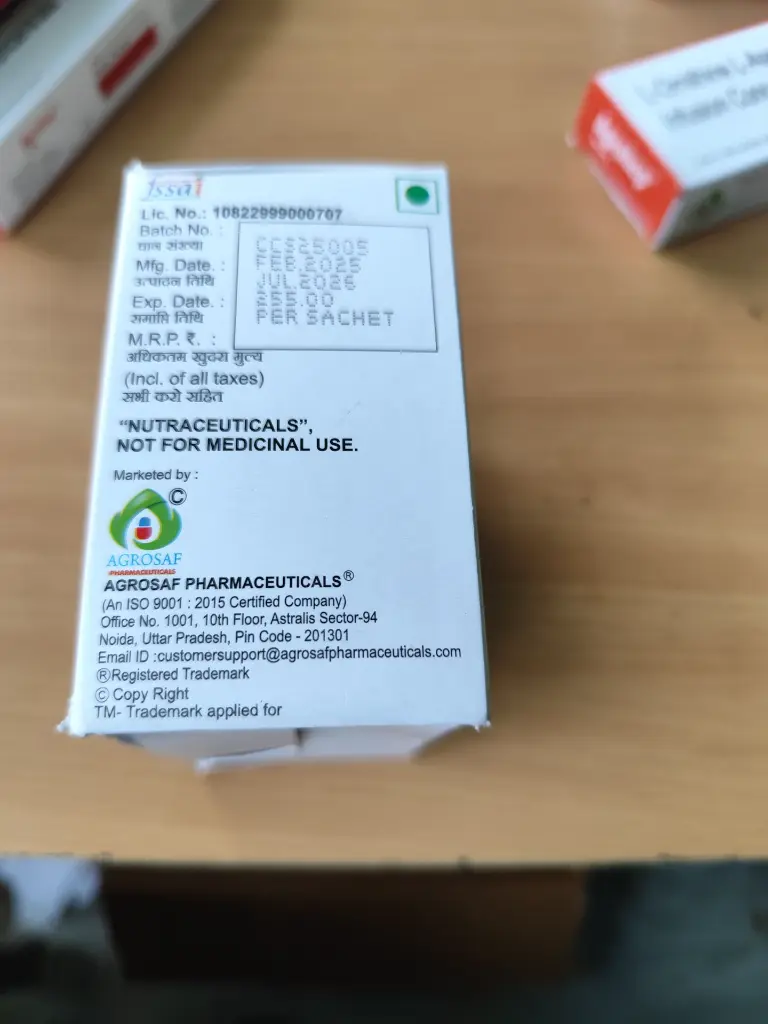 fssai
Lic. No.: 10822999000707
Batch No. :
घान संख्या
Mfg. Date. :
उत्पादन तिथि
Exp. Date. :
समाप्ति तिथि
M.R.P. ₹. :
अधिकतम खुदरा मुल्य
(Incl. of all taxes)
सभी करो सहित
CCS25005
FEB.2025
JUL.2026
255.00
PER SACHET
“NUTRACEUTICALS”,
NOT FOR MEDICINAL USE.
Marketed by :
©
AGROSAF
PHARMACEUTICALS
AGROSAF PHARMACEUTICALS®
(An ISO 9001 : 2015 Certified Company)
Office No. 1001, 10th Floor, Astralis Sector-94
Noida, Uttar Pradesh, Pin Code - 201301
Email ID :customersupport@agrosafpharmaceuticals.com
®Registered Trademark
© Copy Right
TM- Trademark applied for
L-Ornithine
Infusion